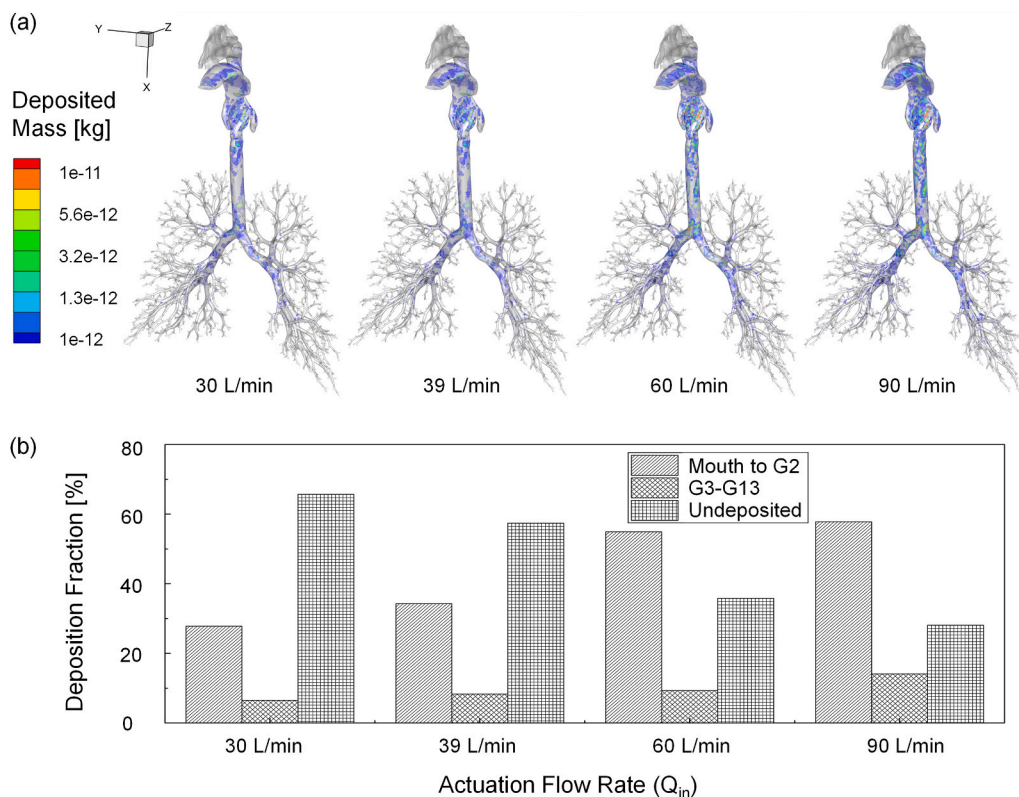 (a)
Y
Z
X
Deposited
Mass [kg]
1e-11
5.6e-12
3.2e-12
1.3e-12
1e-12
30 L/min
39 L/min
60 L/min
90 L/min
(b)
Deposition Fraction [%]
80
60
40
20
0
Mouth to G2
G3-G13
Undeposited
30 L/min
39 L/min
60 L/min
90 L/min
Actuation Flow Rate (Qin)